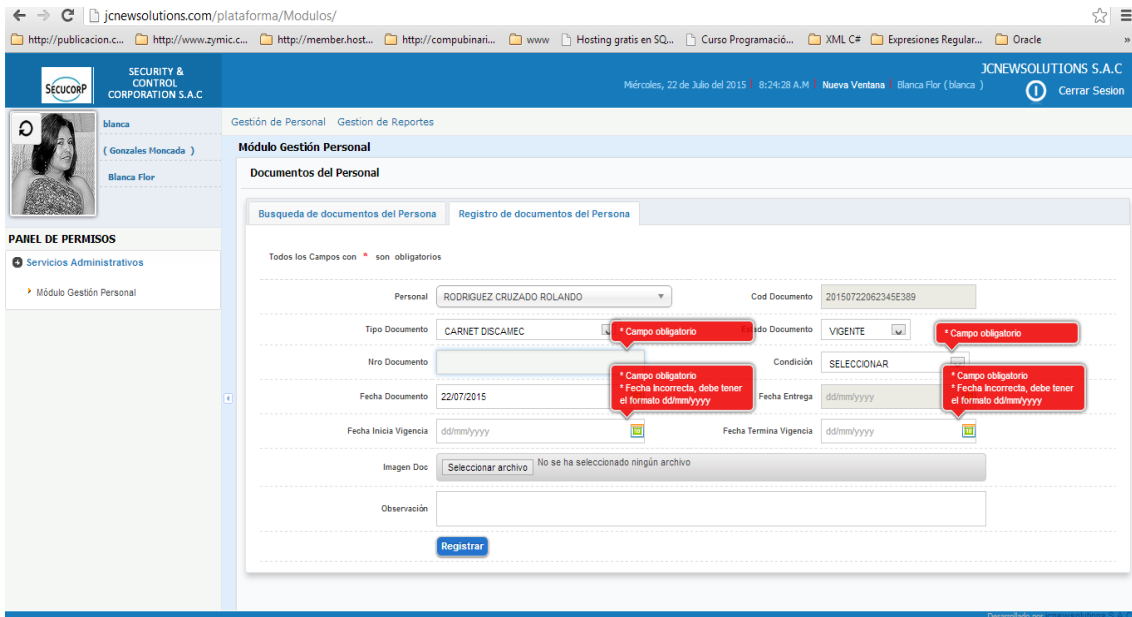 jcnewsolutions.com/plataforma/Modulos/
http://publicacion.c... http://www.zymic.c... http://member.host... http://compubinari... www Hosting gratis en SQ... Curso Programació... XML C# Expresiones Regular... Oracle »
SECUCORP
SECURITY &
CONTROL
CORPORATION S.A.C
JCNEWSOLUTIONS S.A.C
Miércoles, 22 de Julio del 2015 8:24:28 A.M Nueva Ventana Blanca Flor ( blanca ) Cerrar Sesion
blanca
( Gonzales Moncada )
Blanca Flor
PANEL DE PERMISOS
Servicios Administrativos
Módulo Gestión Personal
Gestión de Personal Gestion de Reportes
Módulo Gestión Personal
Documentos del Personal
Busqueda de documentos del Persona Registro de documentos del Persona
Todos los Campos con * son obligatorios
Personal RODRIGUEZ CRUZADO ROLANDO Cod Documento 20150722062345E389
Tipo Documento CARNET DISCAMEC Documento VIGENTE
* Campo obligatorio
* Campo obligatorio
Nro Documento Condición SELECCIONAR
* Campo obligatorio
* Fecha Incorrecta, debe tener
el formato dd/mm/yyyy
* Campo obligatorio
* Fecha Incorrecta, debe tener
el formato dd/mm/yyyy
Fecha Documento 22/07/2015 Fecha Entrega dd/mm/yyyy
Fecha Inicia Vigencia dd/mm/yyyy Fecha Termina Vigencia dd/mm/yyyy
Imagen Doc Seleccionar archivo No se ha seleccionado ningún archivo
Observación
Registrar